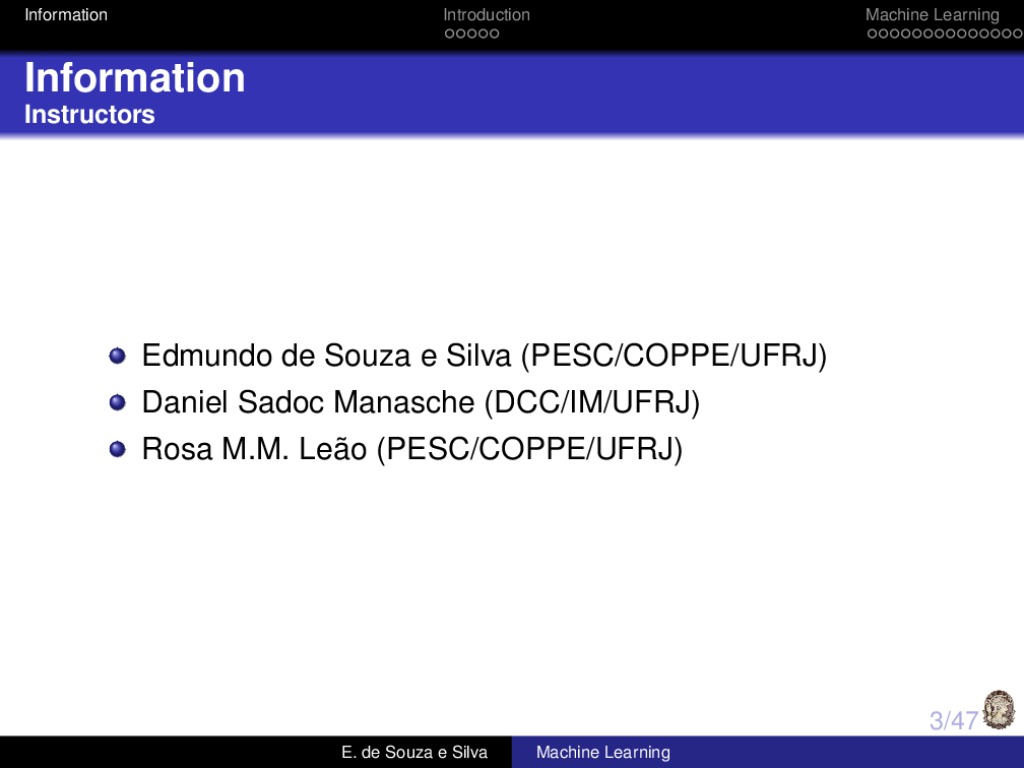 Information Introduction Machine Learning
Information
Instructors
Edmundo de Souza e Silva (PESC/COPPE/UFRJ)
Daniel Sadoc Manasche (DCC/IM/UFRJ)
Rosa M.M. Leão (PESC/COPPE/UFRJ)
3/47
E. de Souza e Silva Machine Learning